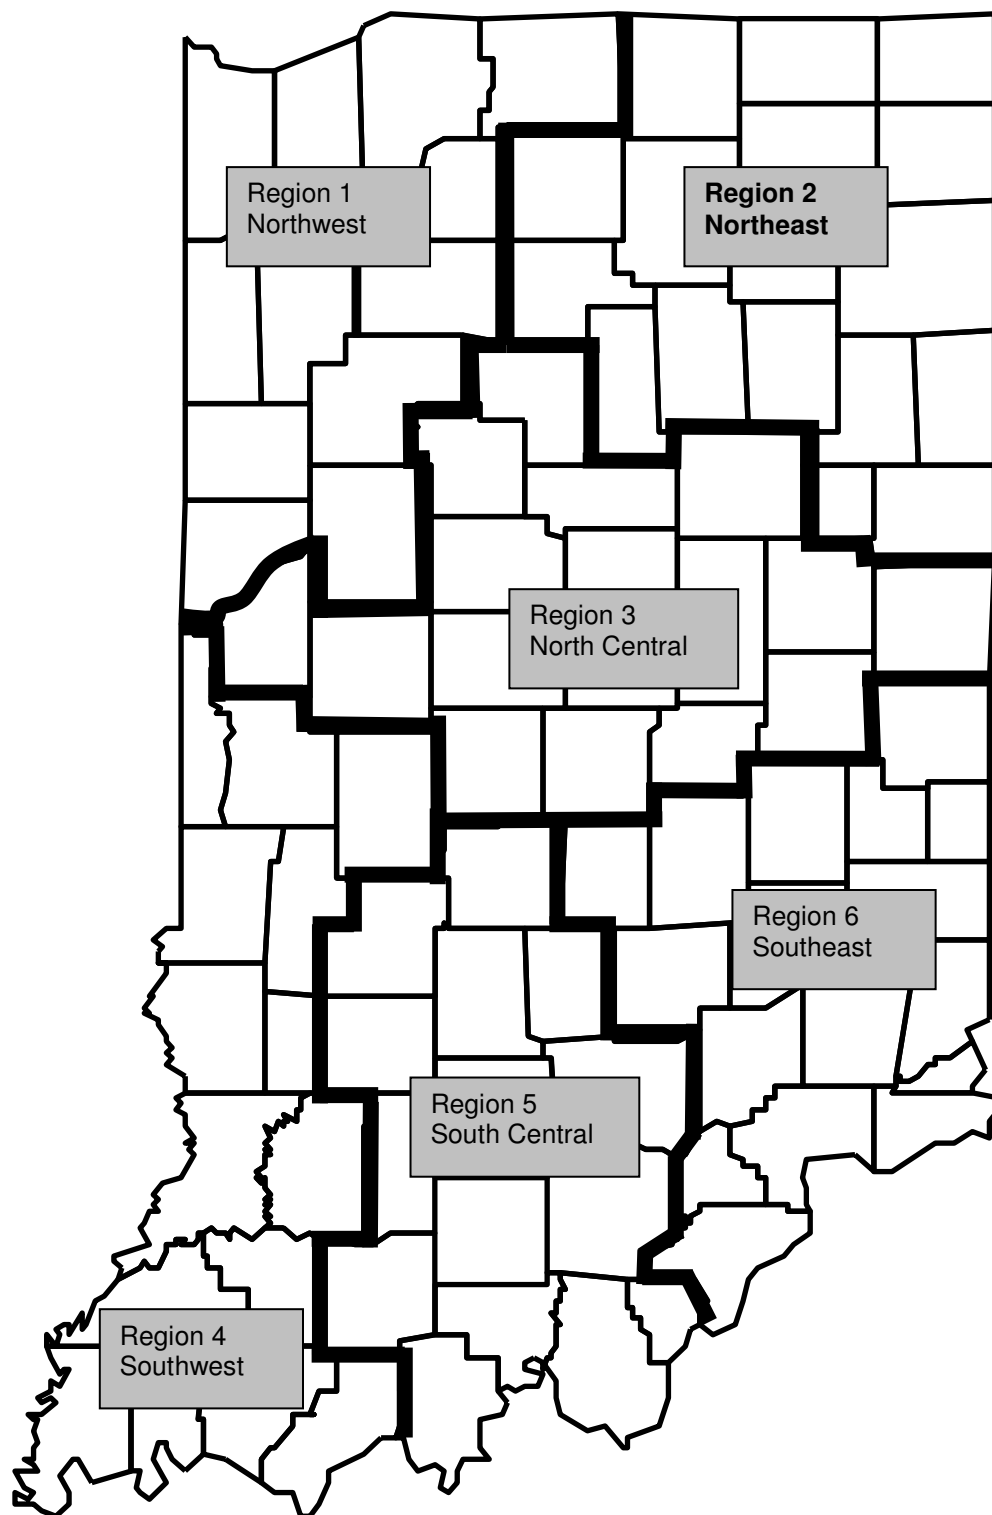 Region 1
Northwest
Region 2
Northeast
Region 3
North Central
Region 6
Southeast
Region 5
South Central
Region 4
Southwest